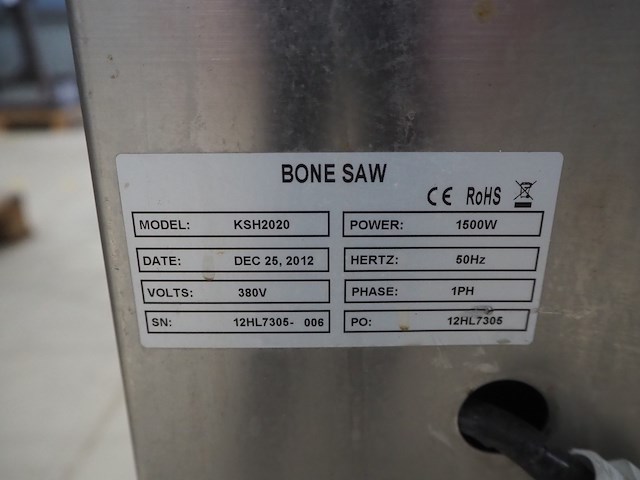 BONE SAW
CE RoHS
MODEL: KSH2020 POWER: 1500W
DATE: DEC 25, 2012 HERTZ: 50Hz
VOLTS: 380V PHASE: 1PH
SN: 12HL7305- 006 PO: 12HL7305